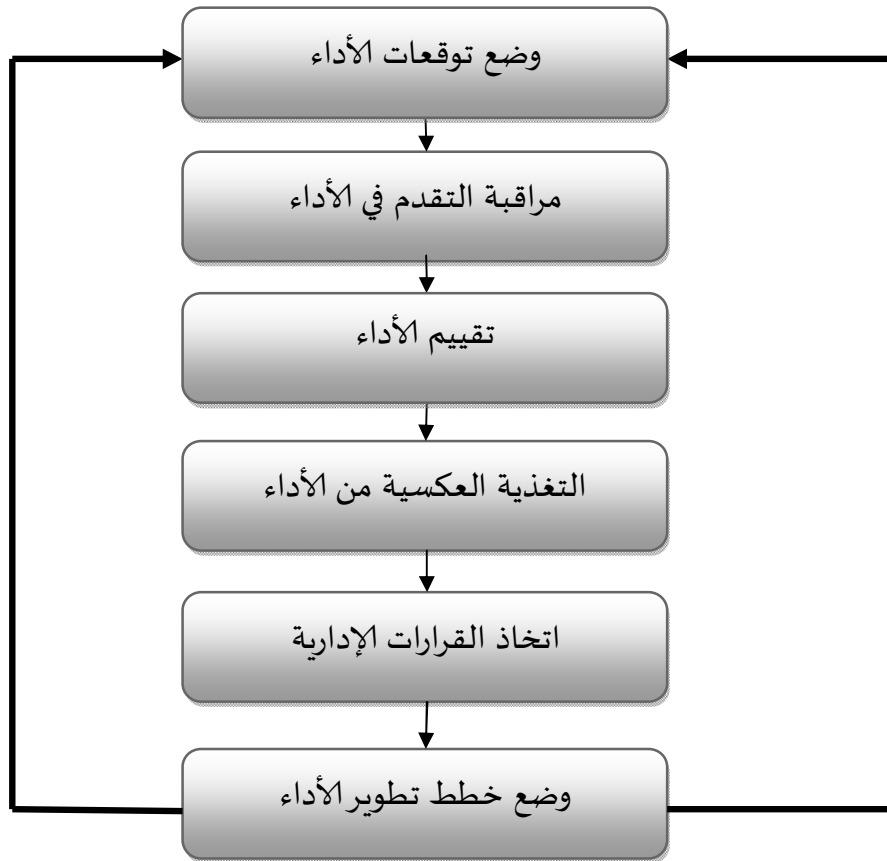 وضع توقعات الأداء
مراقبة التقدم في الأداء
تقييم الأداء
التغذية العكسية من الأداء
اتخاذ القرارات الإدارية
وضع خطط تطوير الأداء